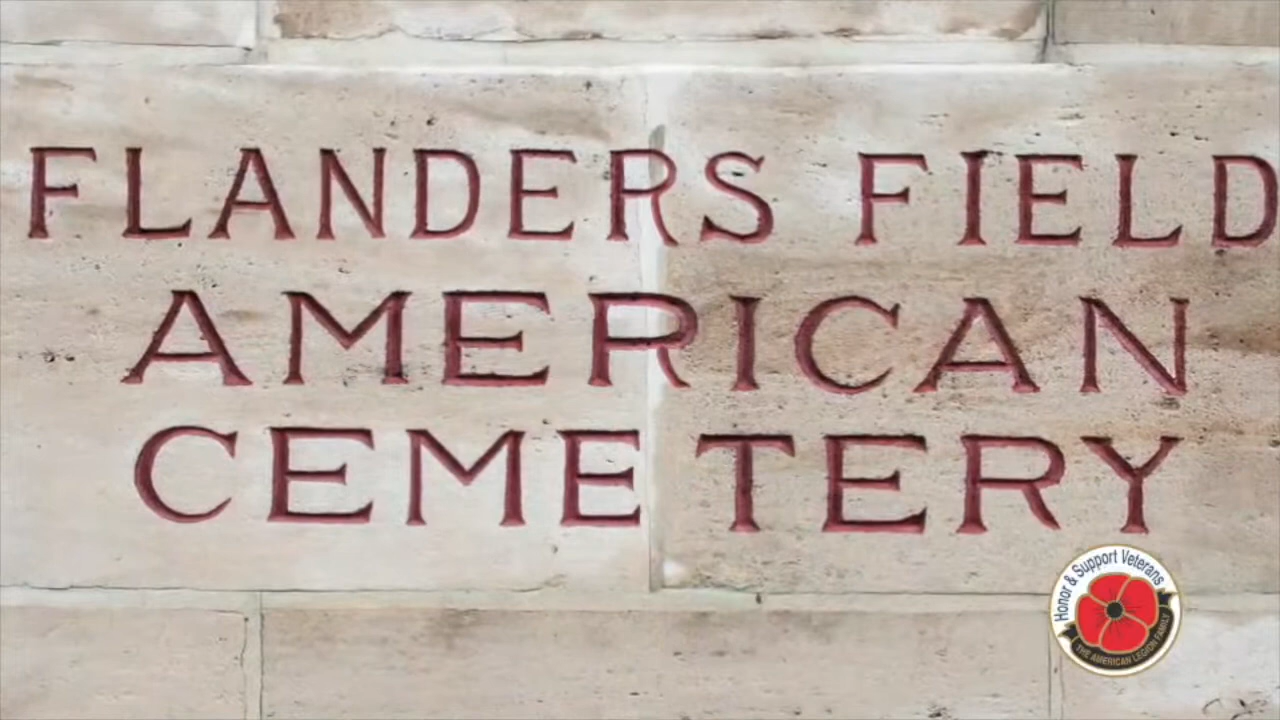 FLANDERS FIELD
AMERICAN
CEMETERY
Honor & Support Veterans
THE AMERICAN LEGION FAMILY